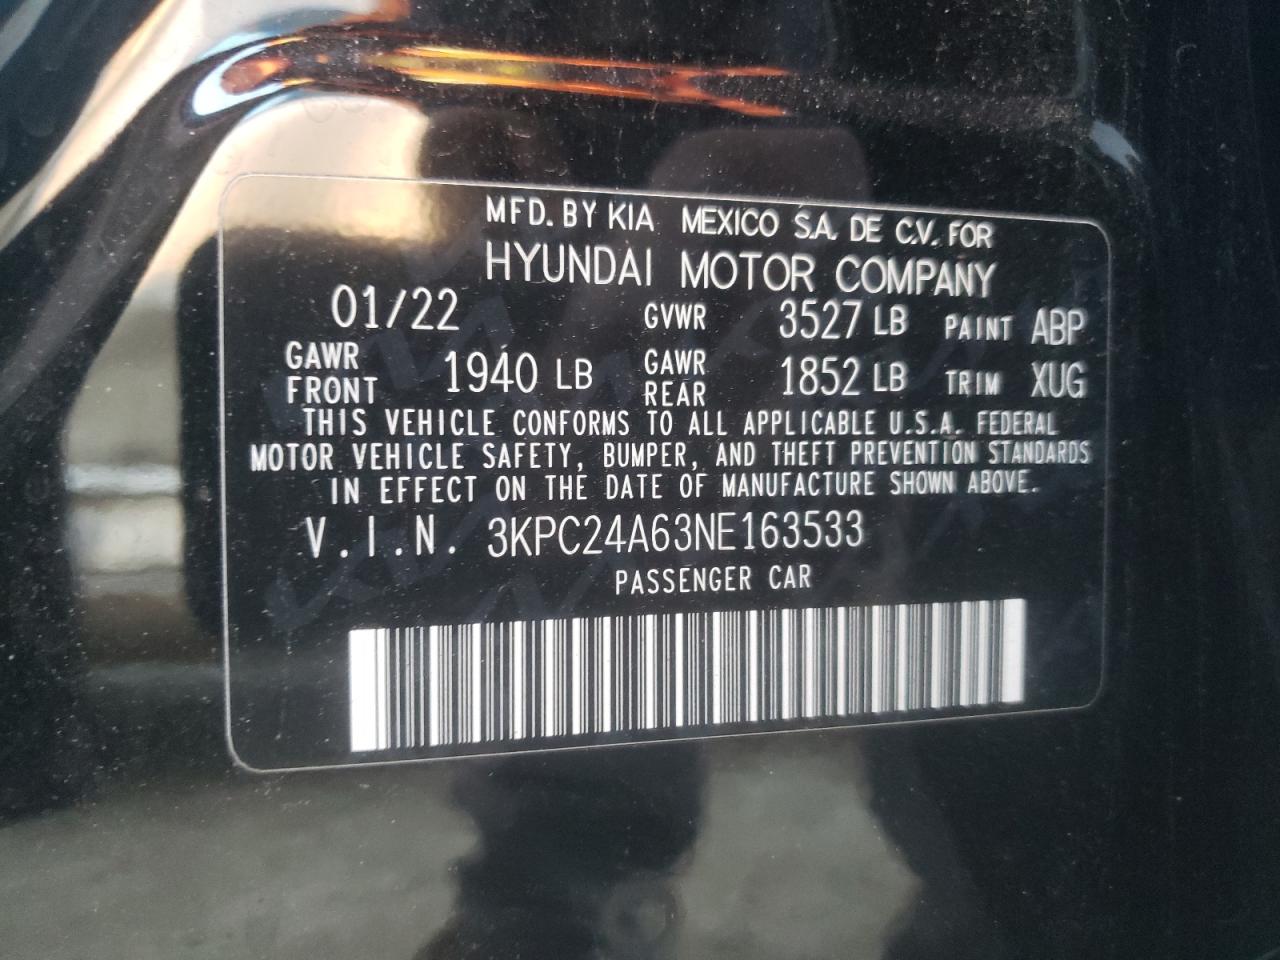 MFD. BY KIA MEXICO S.A. DE C.V. FOR
HYUNDAI MOTOR COMPANY
01/22 GVWR 3527 LB PAINT ABP
GAWR FRONT 1940 LB GAWR REAR 1852 LB TRIM XUG
THIS VEHICLE CONFORMS TO ALL APPLICABLE U.S.A. FEDERAL
MOTOR VEHICLE SAFETY, BUMPER, AND THEFT PREVENTION STANDARDS
IN EFFECT ON THE DATE OF MANUFACTURE SHOWN ABOVE.
V.I.N. 3KPC24A63NE163533
PASSENGER CAR